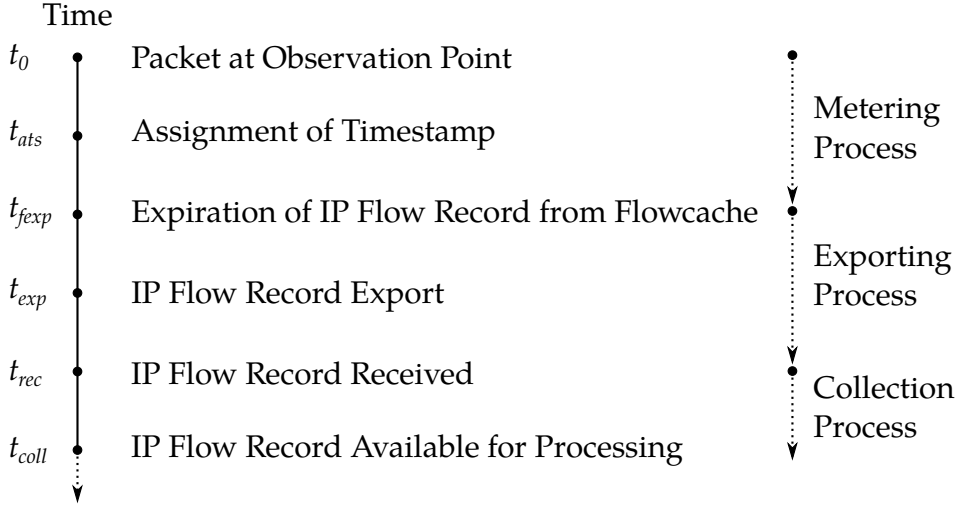 Time
t0 Packet at Observation Point
tats Assignment of Timestamp
Metering
Process
tfexp Expiration of IP Flow Record from Flowcache
Exporting
Process
texp IP Flow Record Export
trec IP Flow Record Received
Collection
Process
tcoll IP Flow Record Available for Processing